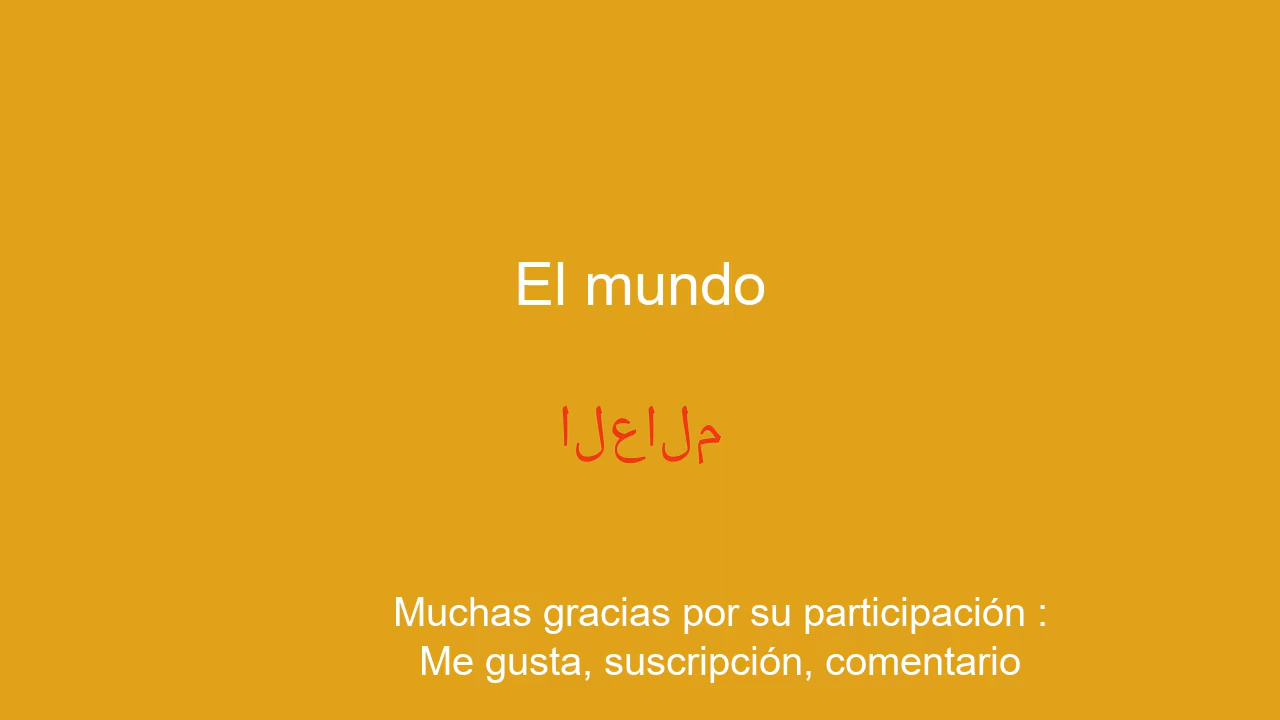 El mundo
العالم
Muchas gracias por su participación :
Me gusta, suscripción, comentario